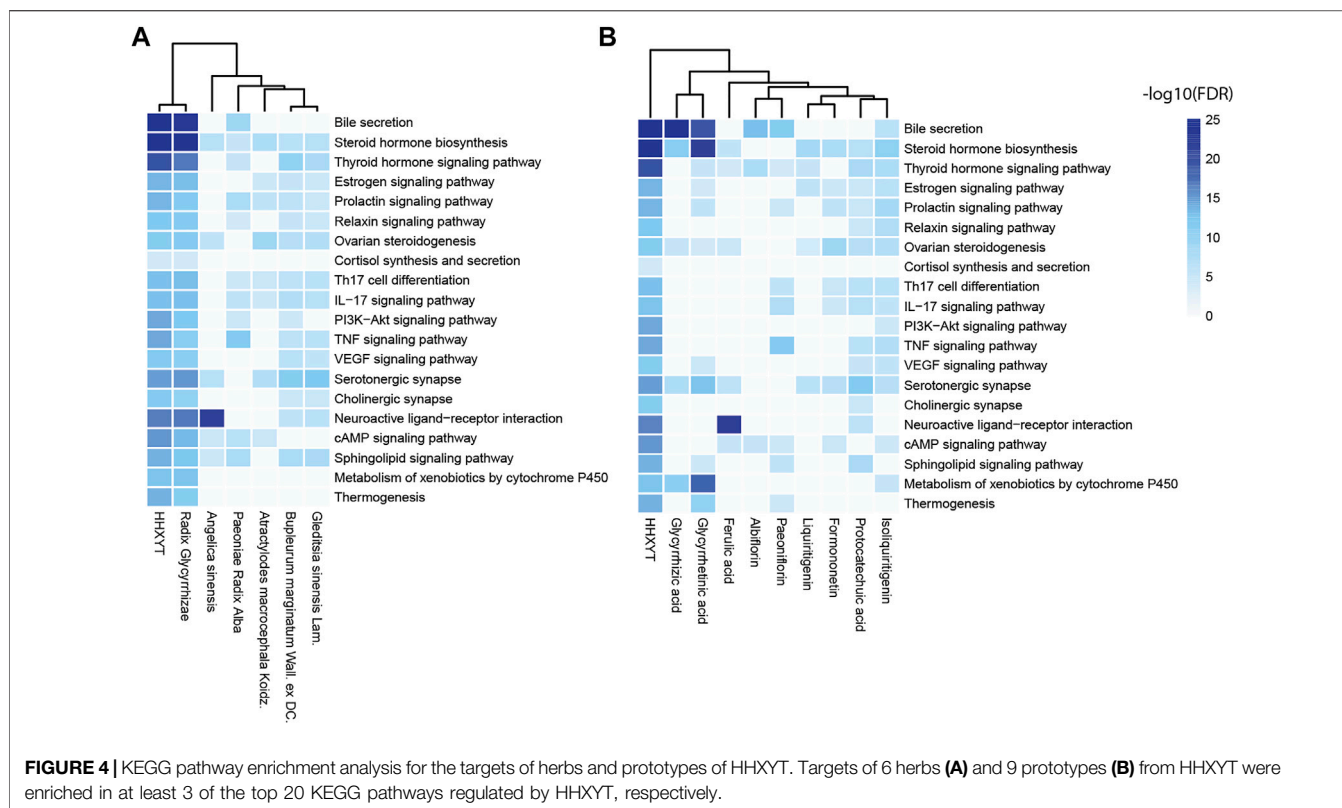 A
Bile secretion
Steroid hormone biosynthesis
Thyroid hormone signaling pathway
Estrogen signaling pathway
Prolactin signaling pathway
Relaxin signaling pathway
Ovarian steroidogenesis
Cortisol synthesis and secretion
Th17 cell differentiation
IL−17 signaling pathway
PI3K−Akt signaling pathway
TNF signaling pathway
VEGF signaling pathway
Serotonergic synapse
Cholinergic synapse
Neuroactive ligand−receptor interaction
cAMP signaling pathway
Sphingolipid signaling pathway
Metabolism of xenobiotics by cytochrome P450
Thermogenesis
HHXYT
Radix Glycyrrhizae
Angelica sinensis
Paeoniae Radix Alba
Atractylodes macrocephala Koidz.
Bupleurum marginatum Wall. ex DC.
Gleditsia sinensis Lam.
B
Bile secretion
Steroid hormone biosynthesis
Thyroid hormone signaling pathway
Estrogen signaling pathway
Prolactin signaling pathway
Relaxin signaling pathway
Ovarian steroidogenesis
Cortisol synthesis and secretion
Th17 cell differentiation
IL−17 signaling pathway
PI3K−Akt signaling pathway
TNF signaling pathway
VEGF signaling pathway
Serotonergic synapse
Cholinergic synapse
Neuroactive ligand−receptor interaction
cAMP signaling pathway
Sphingolipid signaling pathway
Metabolism of xenobiotics by cytochrome P450
Thermogenesis
HHXYT
Glycyrrhizic acid
Glycyrrhetinic acid
Ferulic acid
Albiflorin
Paeoniflorin
Liquiritigenin
Formononetin
Protocatechuic acid
Isoliquiritigenin
-log10(FDR)
25
20
15
10
5
0
FIGURE 4 | KEGG pathway enrichment analysis for the targets of herbs and prototypes of HHXYT. Targets of 6 herbs (A) and 9 prototypes (B) from HHXYT were
enriched in at least 3 of the top 20 KEGG pathways regulated by HHXYT, respectively.